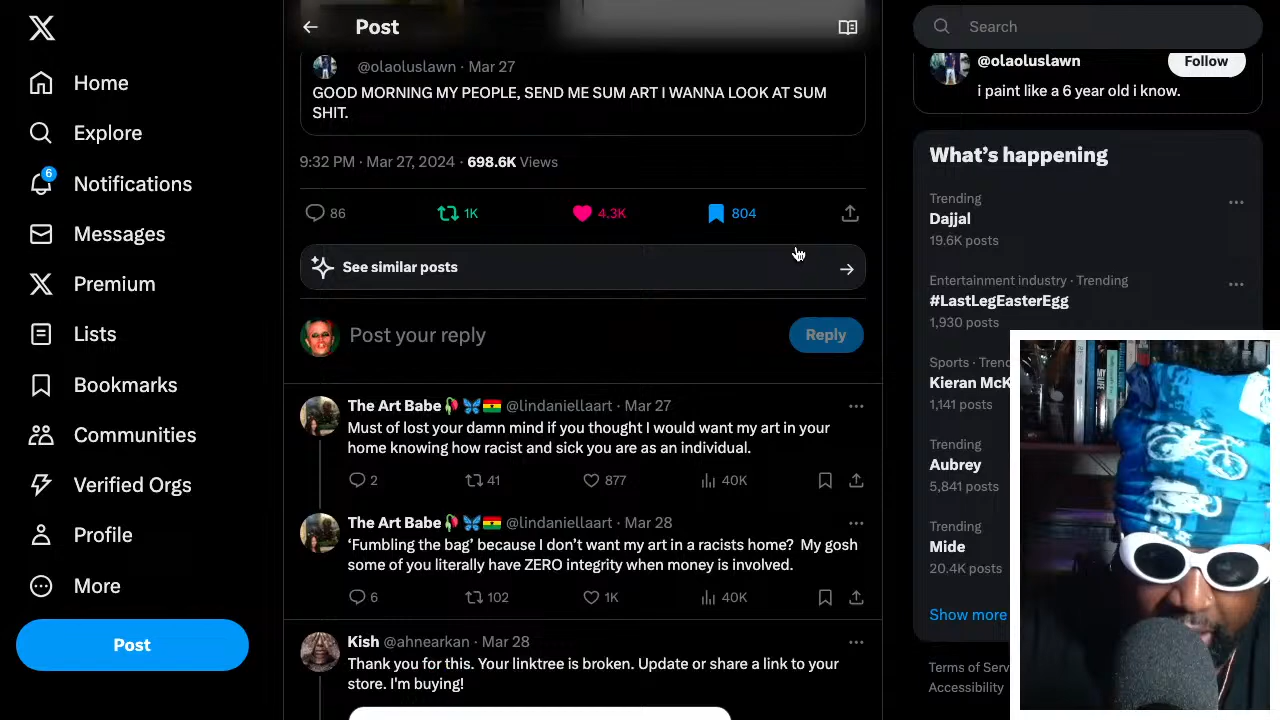 Home
Explore
6
Notifications
Messages
Premium
Lists
Bookmarks
Communities
Verified Orgs
Profile
More
Post
Post
@olaoluslawn · Mar 27
GOOD MORNING MY PEOPLE, SEND ME SUM ART I WANNA LOOK AT SUM
SHIT.
9:32 PM · Mar 27, 2024 · 698.6K Views
86
1K
4.3K
804
See similar posts
Post your reply
Reply
The Art Babe🥀🦋🇬🇭 @lindaniellaart · Mar 27
Must of lost your damn mind if you thought I would want my art in your
home knowing how racist and sick you are as an individual.
2
41
877
40K
The Art Babe🥀🦋🇬🇭 @lindaniellaart · Mar 28
‘Fumbling the bag’ because I don’t want my art in a racists home? My gosh
some of you literally have ZERO integrity when money is involved.
6
102
1K
40K
Kish @ahnearkan · Mar 28
Thank you for this. Your linktree is broken. Update or share a link to your
store. I'm buying!
Search
@olaoluslawn
Follow
i paint like a 6 year old i know.
What’s happening
Trending
Dajjal
19.6K posts
Entertainment industry · Trending
#LastLegEasterEgg
1,930 posts
Sports ·
Kieran
1,141 posts
Trending
Aubrey
5,841 posts
Trending
Mide
20.4K posts
Show more
Terms of
Accessibility